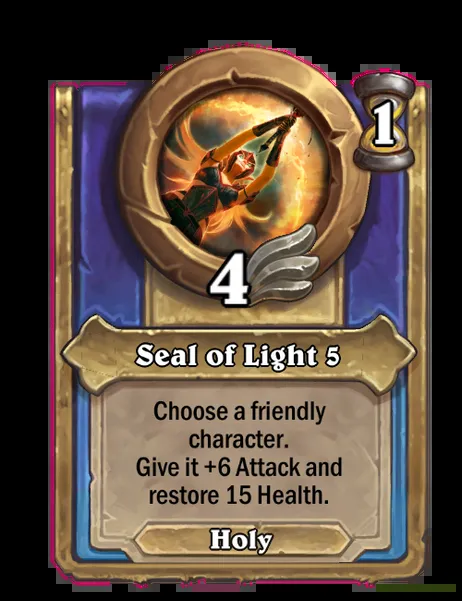 1
4
Seal of Light 5
Choose a friendly
character.
Give it +6 Attack and
restore 15 Health.
Holy